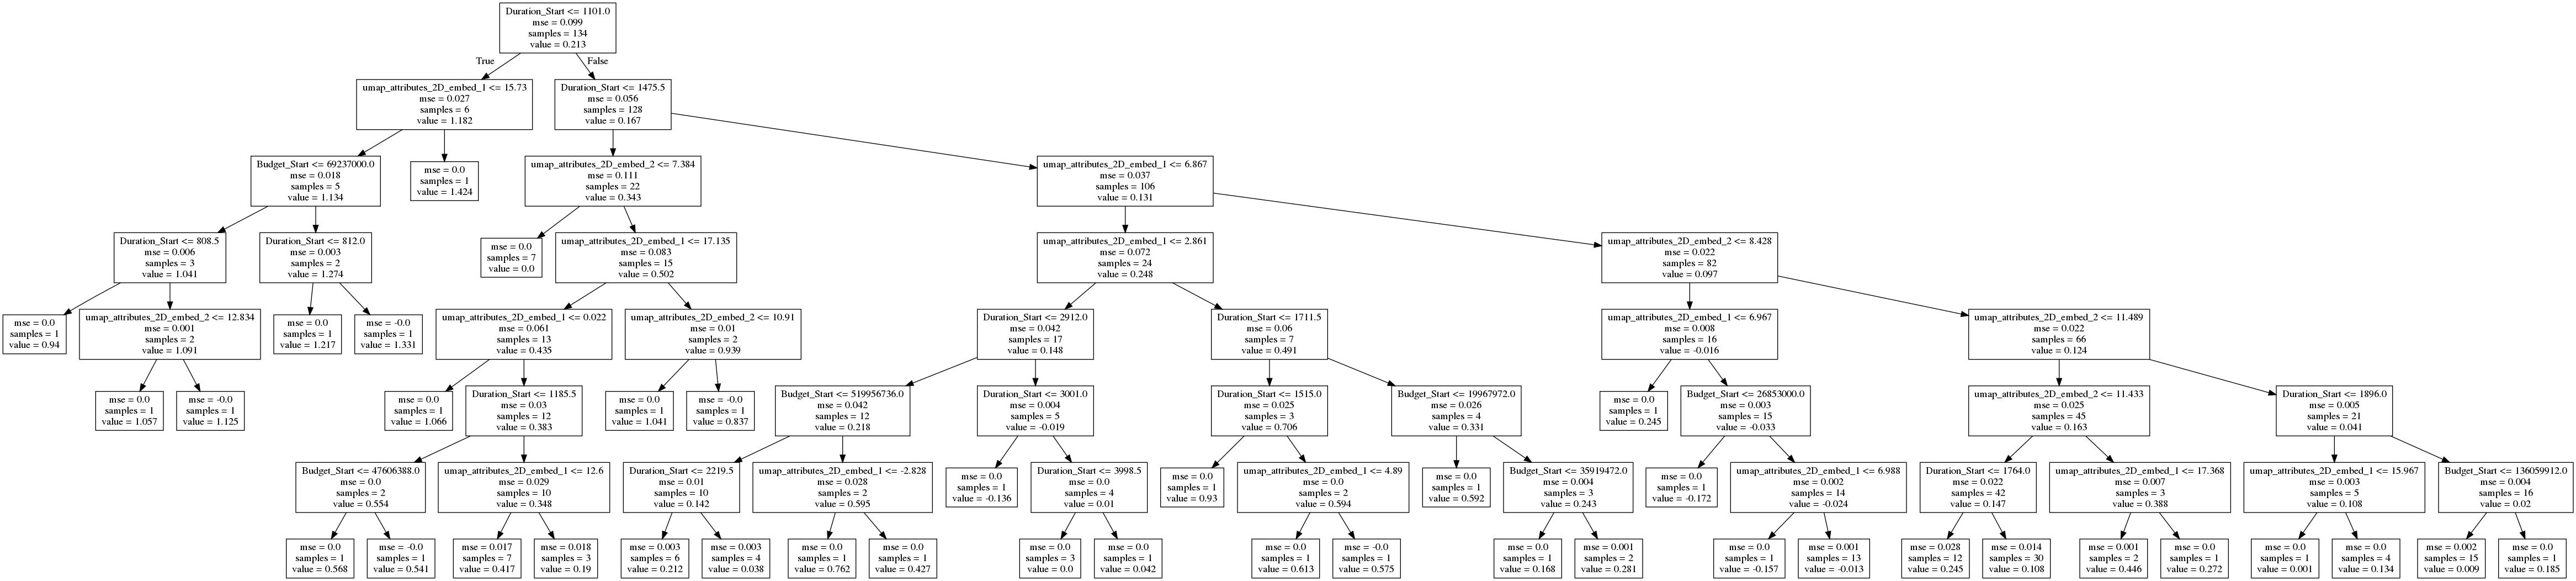 Duration_Start <= 1101.0
mse = 0.099
samples = 134
value = 0.213
True
False
umap_attributes_2D_embed_1 <= 15.73
mse = 0.027
samples = 6
value = 1.182
Duration_Start <= 1475.5
mse = 0.056
samples = 128
value = 0.167
Budget_Start <= 69237000.0
mse = 0.018
samples = 5
value = 1.134
mse = 0.0
samples = 1
value = 1.424
umap_attributes_2D_embed_2 <= 7.384
mse = 0.111
samples = 22
value = 0.343
umap_attributes_2D_embed_1 <= 6.867
mse = 0.037
samples = 106
value = 0.131
Duration_Start <= 808.5
mse = 0.006
samples = 3
value = 1.041
Duration_Start <= 812.0
mse = 0.003
samples = 2
value = 1.274
mse = 0.0
samples = 7
value = 0.0
umap_attributes_2D_embed_1 <= 17.135
mse = 0.083
samples = 15
value = 0.502
umap_attributes_2D_embed_1 <= 2.861
mse = 0.072
samples = 24
value = 0.248
umap_attributes_2D_embed_2 <= 8.428
mse = 0.022
samples = 82
value = 0.097
mse = 0.0
samples = 1
value = 0.94
umap_attributes_2D_embed_2 <= 12.834
mse = 0.001
samples = 2
value = 1.091
mse = 0.0
samples = 1
value = 1.217
mse = -0.0
samples = 1
value = 1.331
umap_attributes_2D_embed_1 <= 0.022
mse = 0.061
samples = 13
value = 0.435
umap_attributes_2D_embed_2 <= 10.91
mse = 0.01
samples = 2
value = 0.939
Duration_Start <= 2912.0
mse = 0.042
samples = 17
value = 0.148
Duration_Start <= 1711.5
mse = 0.06
samples = 7
value = 0.491
umap_attributes_2D_embed_1 <= 6.967
mse = 0.008
samples = 16
value = -0.016
umap_attributes_2D_embed_2 <= 11.489
mse = 0.022
samples = 66
value = 0.124
mse = 0.0
samples = 1
value = 1.057
mse = -0.0
samples = 1
value = 1.125
mse = 0.0
samples = 1
value = 1.066
Duration_Start <= 1185.5
mse = 0.03
samples = 12
value = 0.383
mse = 0.0
samples = 1
value = 1.041
mse = -0.0
samples = 1
value = 0.837
Budget_Start <= 519956736.0
mse = 0.042
samples = 12
value = 0.218
Duration_Start <= 3001.0
mse = 0.004
samples = 5
value = -0.019
Duration_Start <= 1515.0
mse = 0.025
samples = 3
value = 0.706
Budget_Start <= 19967972.0
mse = 0.026
samples = 4
value = 0.331
mse = 0.0
samples = 1
value = 0.245
Budget_Start <= 26853000.0
mse = 0.003
samples = 15
value = -0.033
umap_attributes_2D_embed_2 <= 11.433
mse = 0.025
samples = 45
value = 0.163
Duration_Start <= 1896.0
mse = 0.005
samples = 21
value = 0.041
Budget_Start <= 47606388.0
mse = 0.0
samples = 2
value = 0.554
umap_attributes_2D_embed_1 <= 12.6
mse = 0.029
samples = 10
value = 0.348
Duration_Start <= 2219.5
mse = 0.01
samples = 10
value = 0.142
umap_attributes_2D_embed_1 <= -2.828
mse = 0.028
samples = 2
value = 0.595
mse = 0.0
samples = 1
value = -0.136
Duration_Start <= 3998.5
mse = 0.0
samples = 4
value = 0.01
mse = 0.0
samples = 1
value = 0.93
umap_attributes_2D_embed_1 <= 4.89
mse = 0.0
samples = 2
value = 0.594
mse = 0.0
samples = 1
value = 0.592
Budget_Start <= 35919472.0
mse = 0.004
samples = 3
value = 0.243
mse = 0.0
samples = 1
value = -0.172
umap_attributes_2D_embed_1 <= 6.988
mse = 0.002
samples = 14
value = -0.024
Duration_Start <= 1764.0
mse = 0.022
samples = 42
value = 0.147
umap_attributes_2D_embed_1 <= 17.368
mse = 0.007
samples = 3
value = 0.388
umap_attributes_2D_embed_1 <= 15.967
mse = 0.003
samples = 5
value = 0.108
Budget_Start <= 136059912.0
mse = 0.004
samples = 16
value = 0.02
mse = 0.0
samples = 1
value = 0.568
mse = -0.0
samples = 1
value = 0.541
mse = 0.017
samples = 7
value = 0.417
mse = 0.018
samples = 3
value = 0.19
mse = 0.003
samples = 6
value = 0.212
mse = 0.003
samples = 4
value = 0.038
mse = 0.0
samples = 1
value = 0.762
mse = 0.0
samples = 1
value = 0.427
mse = 0.0
samples = 3
value = 0.0
mse = 0.0
samples = 1
value = 0.042
mse = 0.0
samples = 1
value = 0.613
mse = -0.0
samples = 1
value = 0.575
mse = 0.0
samples = 1
value = 0.168
mse = 0.001
samples = 2
value = 0.281
mse = 0.0
samples = 1
value = -0.157
mse = 0.001
samples = 13
value = -0.013
mse = 0.028
samples = 12
value = 0.245
mse = 0.014
samples = 30
value = 0.108
mse = 0.001
samples = 2
value = 0.446
mse = 0.0
samples = 1
value = 0.272
mse = 0.0
samples = 1
value = 0.001
mse = 0.0
samples = 4
value = 0.134
mse = 0.002
samples = 15
value = 0.009
mse = 0.0
samples = 1
value = 0.185